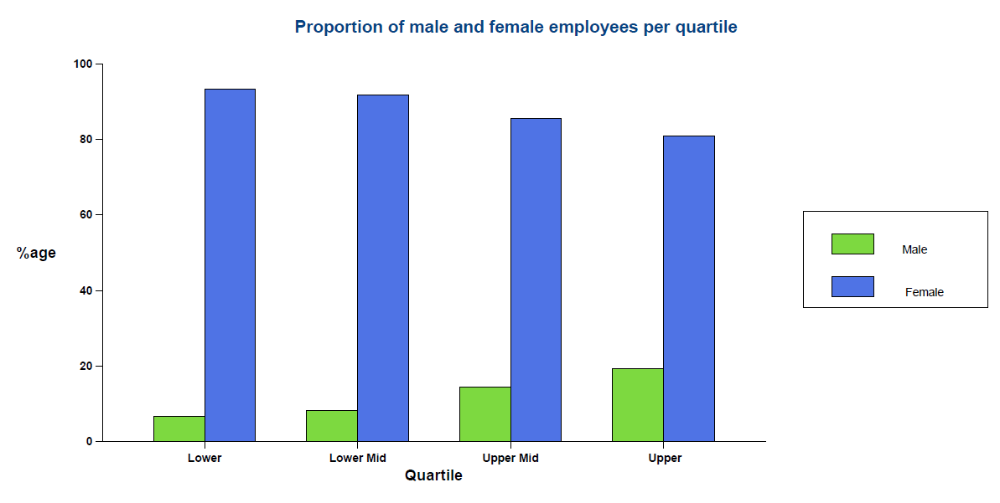 Proportion of male and female employees per quartile
100
80
60
%age
40
20
0
Male
Female
Lower
Lower Mid
Upper Mid
Upper
Quartile